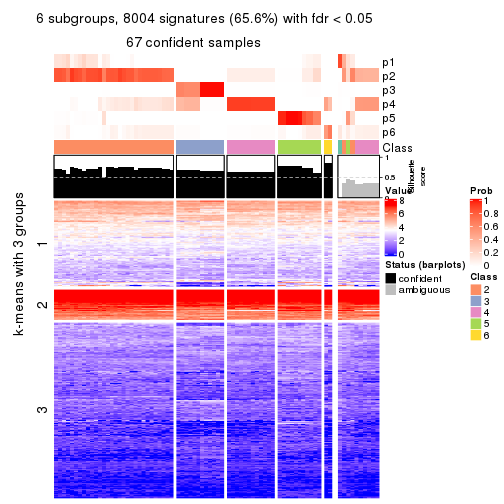 6 subgroups, 8004 signatures (65.6%) with fdr < 0.05
67 confident samples
p1
p2
p3
p4
p5
p6
Class
1
0.5
0
Silhouette
score
k-means with 3 groups
1
2
3
Value
8
6
4
2
0
Status (barplots)
confident
ambiguous
Prob
1
0.8
0.6
0.4
0.2
0
Class
2
3
4
5
6